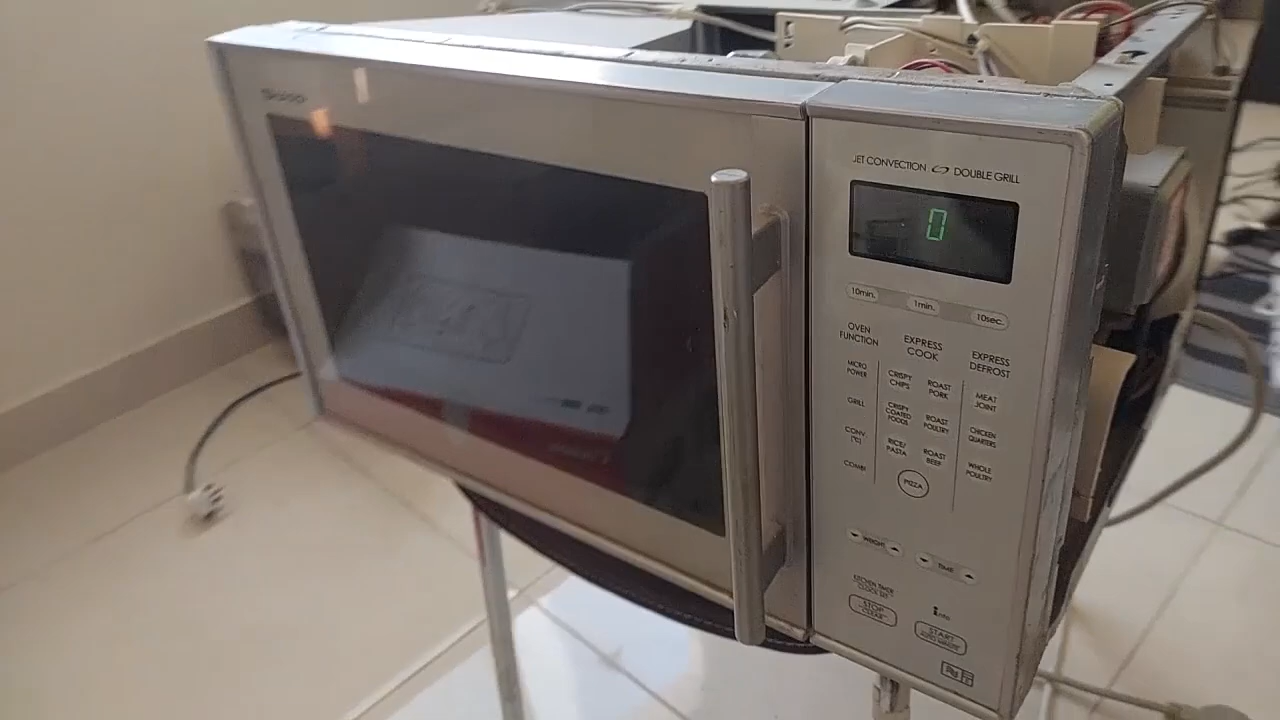 JET CONVECTION DOUBLE GRILL
0
10min. 1min. 10sec.
OVEN FUNCTION
EXPRESS COOK
EXPRESS DEFROST
MICRO POWER
GRILL
CONV (°C)
COMBI
CRISPY CHIPS
CRISPY COATED FOODS
RICE/ PASTA
ROAST PORK
ROAST POULTRY
ROAST BEEF
PIZZA
MEAT JOINT
CHICKEN QUARTERS
WHOLE POULTRY
WEIGHT
TIME
KITCHEN TIMER
CLOCK SET
STOP
CLEAR
info
START
AUTO MINUTE